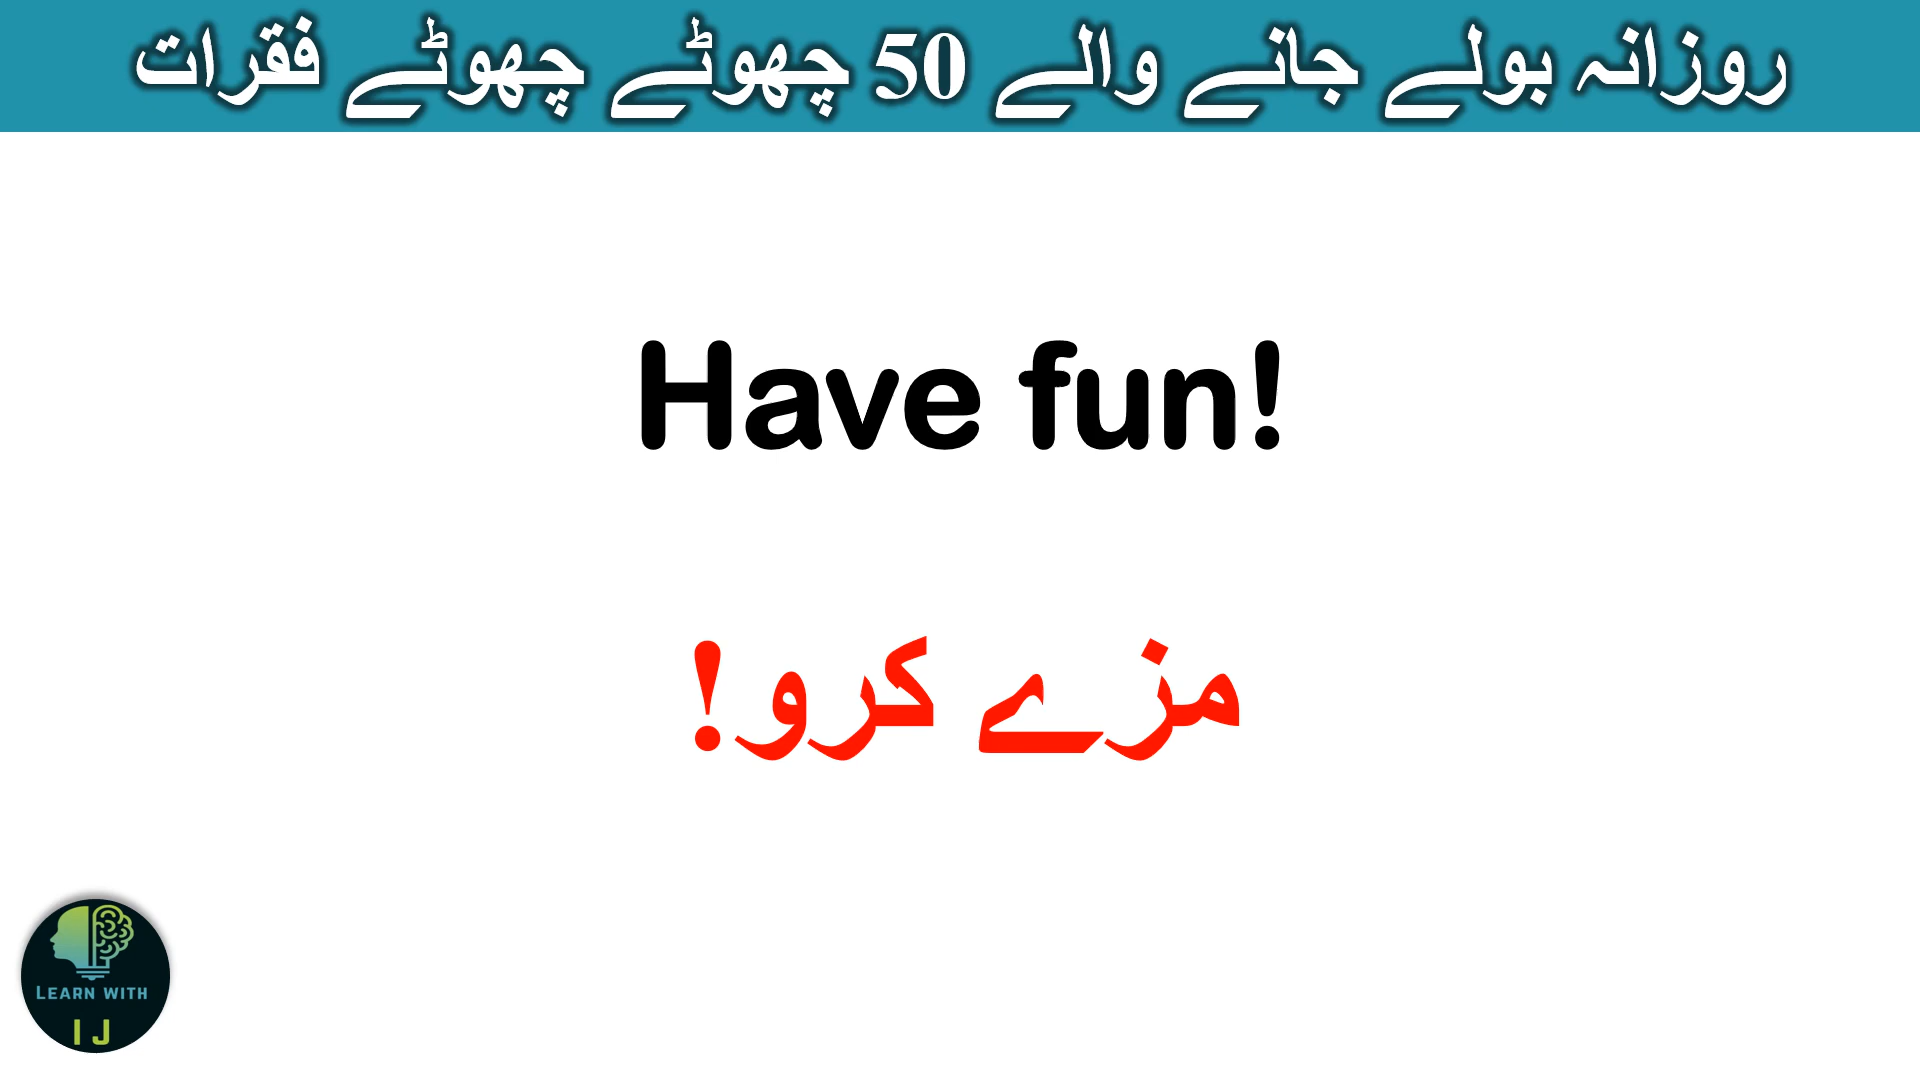 روزانہ بولے جانے والے 50 چھوٹے چھوٹے فقرات
Have fun!
مزے کرو!
LEARN WITH
I J